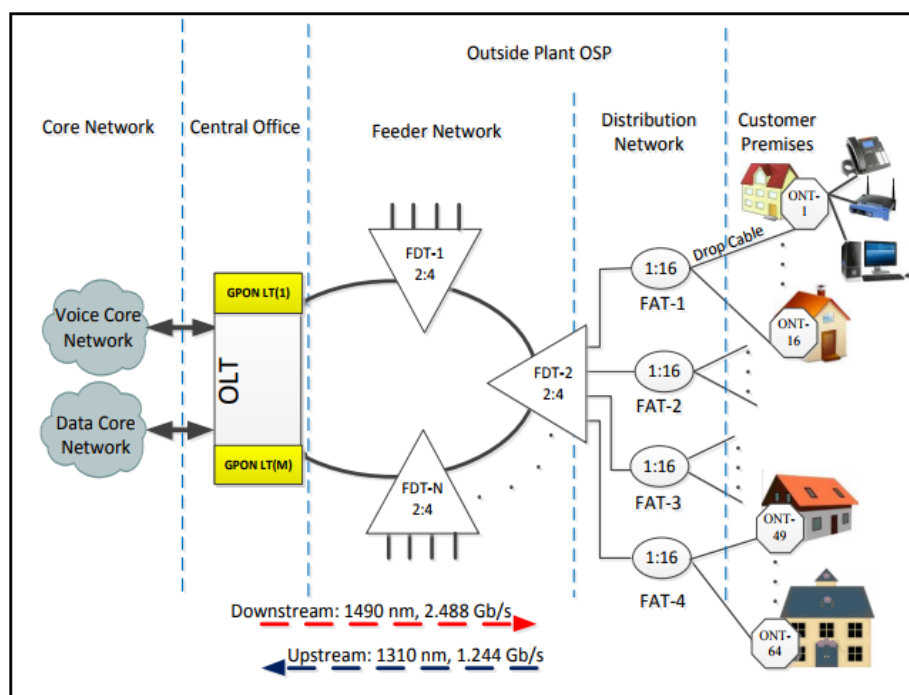 Outside Plant OSP
Core Network
Central Office
Feeder Network
Distribution
Network
Customer
Premises
ONT-
1
Drop Cable
FDT-1
2:4
GPON LT(1)
1:16
FAT-1
Voice Core
Network
ONT-
16
OLT
FDT-2
2:4
1:16
FAT-2
Data Core
Network
GPON LT(M)
FDT-N
2:4
1:16
FAT-3
ONT-
49
1:16
FAT-4
ONT-
64
Downstream: 1490 nm, 2.488 Gb/s
Upstream: 1310 nm, 1.244 Gb/s